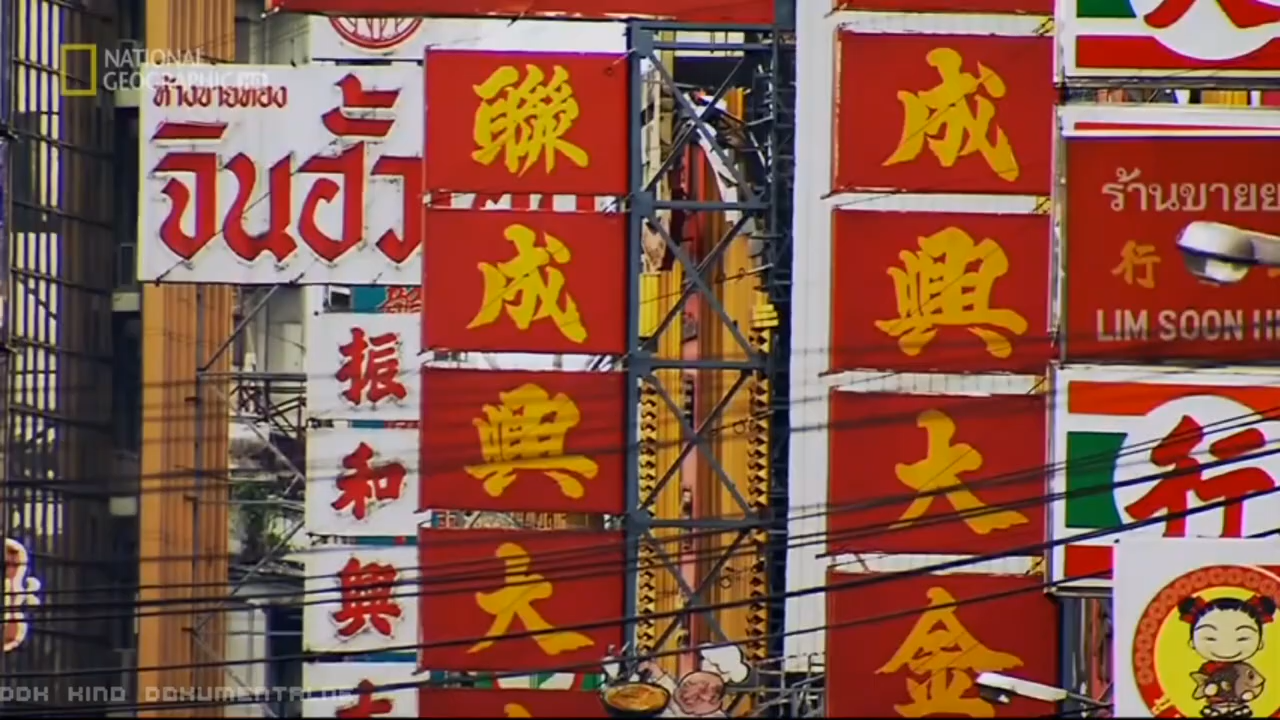 NATIONAL
GEOGRAPHIC
ห้างขายทอง
จินฮั้ว
振
和
興
聯
成
興
大
成
興
大
金
ร้านขายย
行
LIM SOON H
行